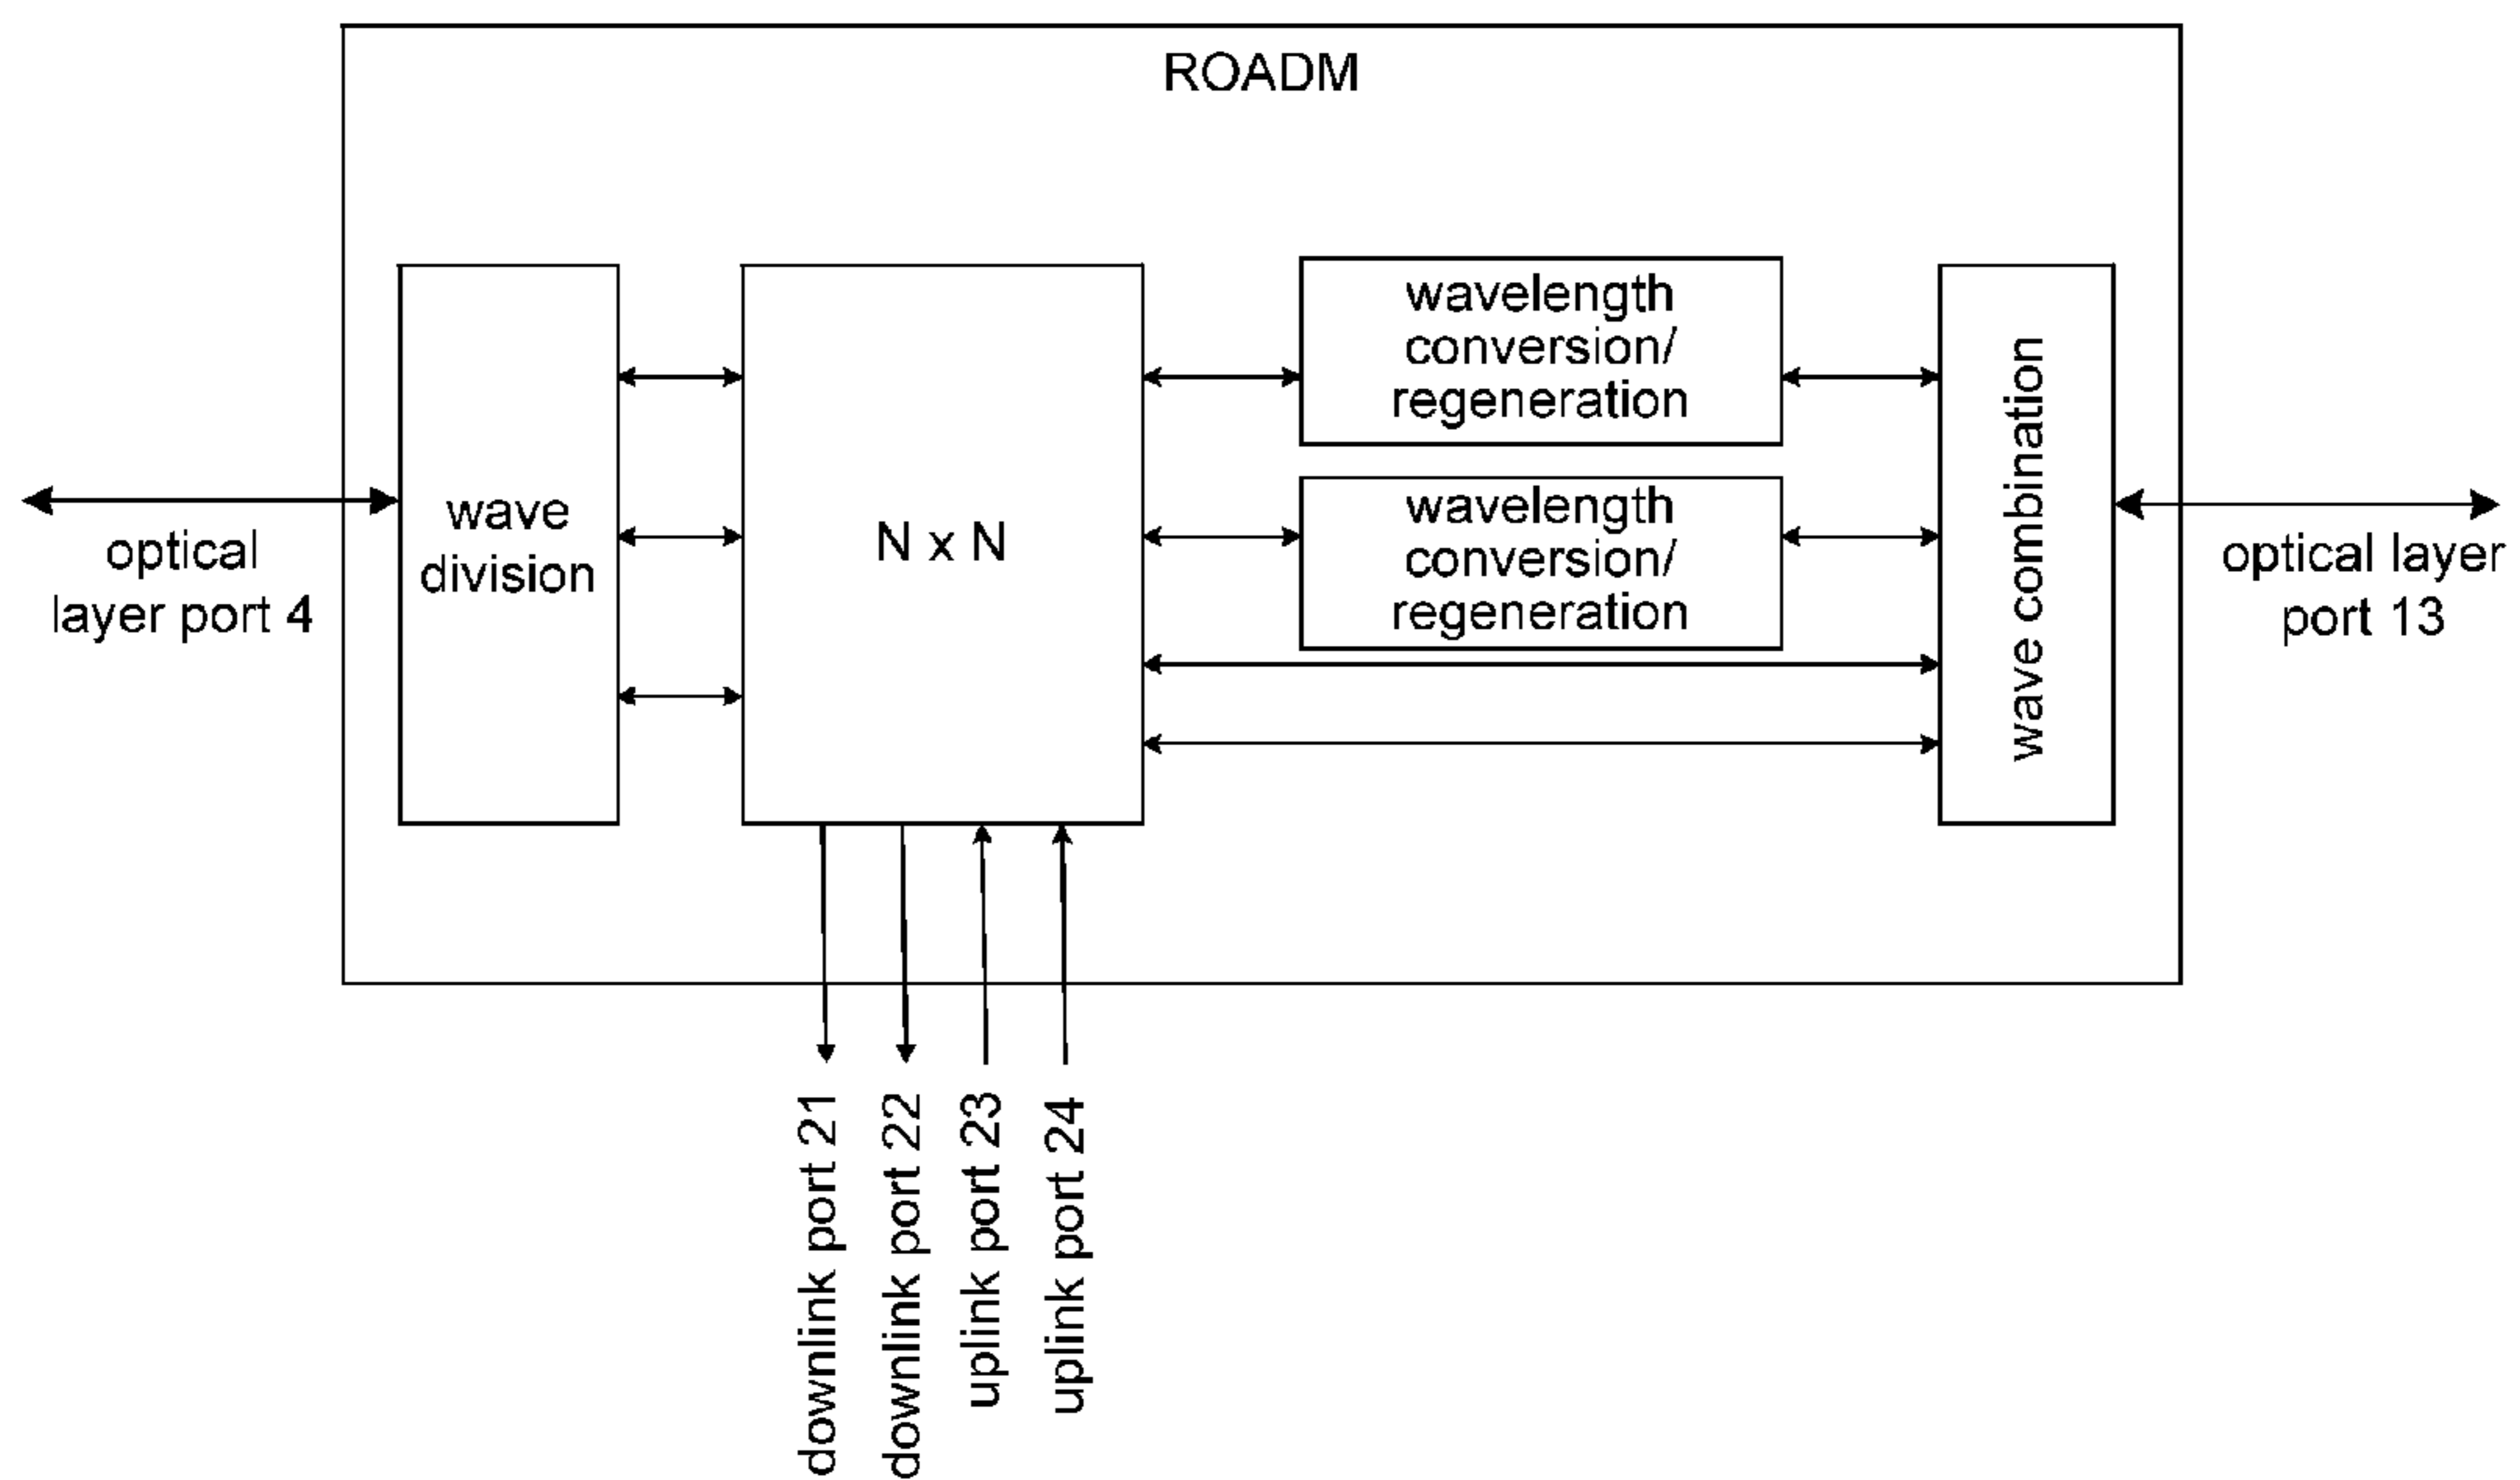 ROADM
optical
layer port 4
wave
division
N x N
wavelength
conversion/
regeneration
wavelength
conversion/
regeneration
wave combination
optical layer
port 13
downlink port 21
downlink port 22
uplink port 23
uplink port 24